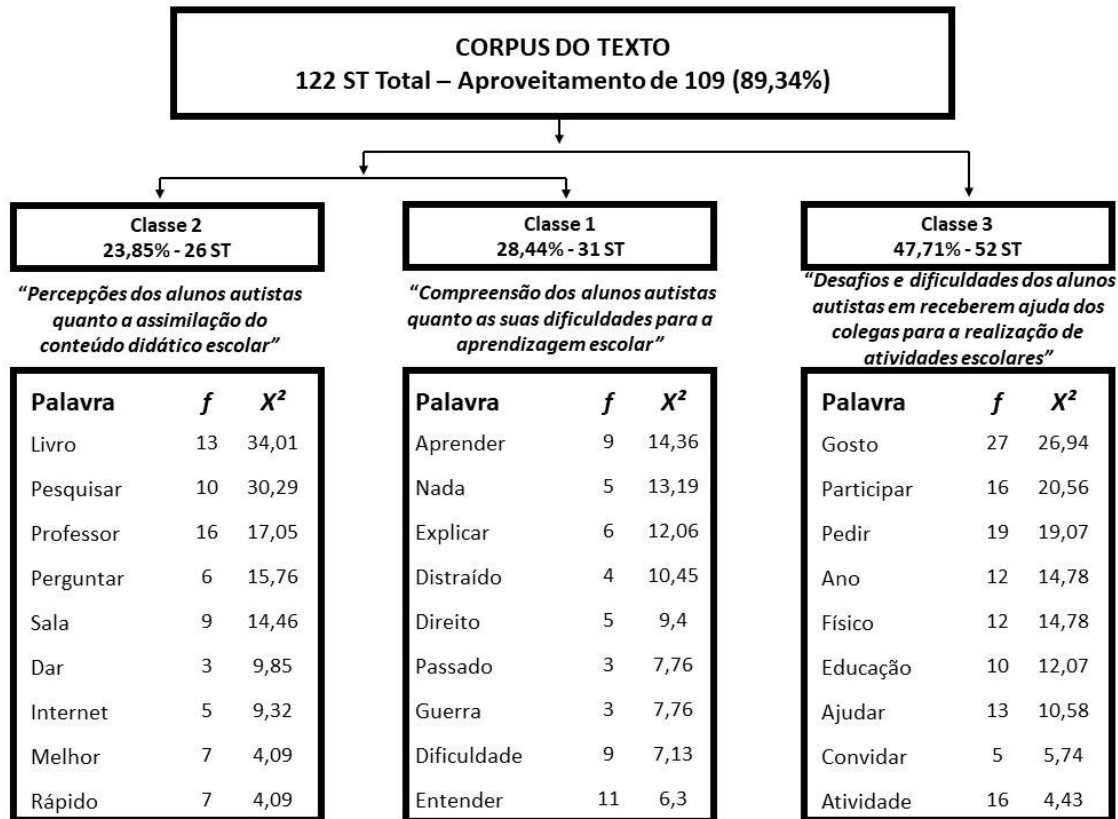 CORPUS DO TEXTO
122 ST Total – Aproveitamento de 109 (89,34%)
Classe 2
23,85% - 26 ST
"Percepções dos alunos autistas
quanto a assimilação do
conteúdo didático escolar"
Palavra f X²
Livro 13 34,01
Pesquisar 10 30,29
Professor 16 17,05
Perguntar 6 15,76
Sala 9 14,46
Dar 3 9,85
Internet 5 9,32
Melhor 7 4,09
Rápido 7 4,09
Classe 1
28,44% - 31 ST
"Compreensão dos alunos autistas
quanto as suas dificuldades para a
aprendizagem escolar"
Palavra f X²
Aprender 9 14,36
Nada 5 13,19
Explicar 6 12,06
Distraído 4 10,45
Direito 5 9,4
Passado 3 7,76
Guerra 3 7,76
Dificuldade 9 7,13
Entender 11 6,3
Classe 3
47,71% - 52 ST
"Desafios e dificuldades dos alunos
autistas em receberem ajuda dos
colegas para a realização de
atividades escolares"
Palavra f X²
Gosto 27 26,94
Participar 16 20,56
Pedir 19 19,07
Ano 12 14,78
Físico 12 14,78
Educação 10 12,07
Ajudar 13 10,58
Convidar 5 5,74
Atividade 16 4,43